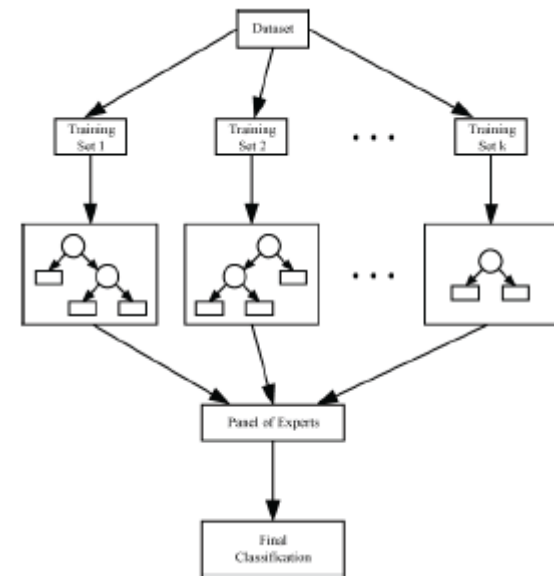 Dataset
Training
Set 1
Training
Set 2
Training
Set k
Panel of Experts
Final
Classification